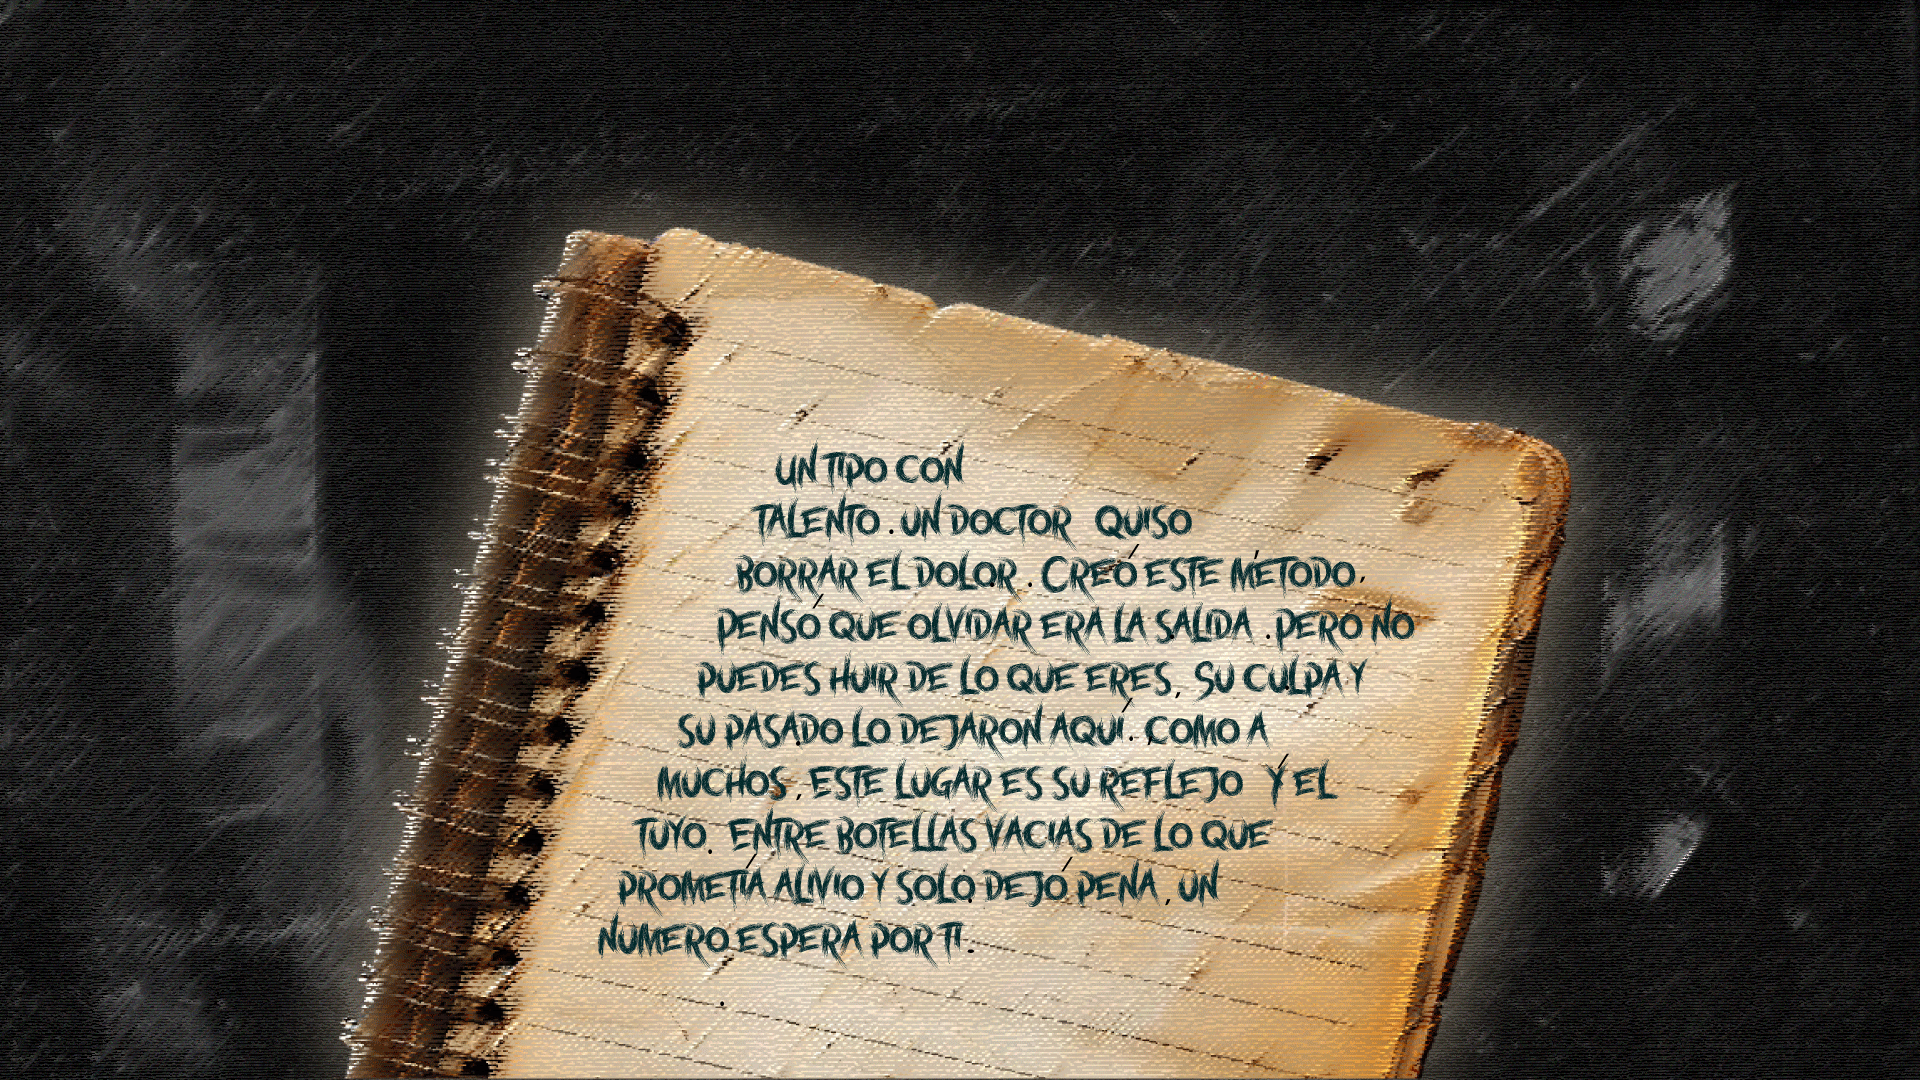 UN TIPO CON
TALENTO . UN DOCTOR QUISO
BORRAR EL DOLOR . CREÓ ESTE MÉTODO,
PENSÓ QUE OLVIDAR ERA LA SALIDA . PERO NO
PUEDES HUIR DE LO QUE ERES, SU CULPA Y
SU PASADO LO DEJARON AQUÍ. COMO A
MUCHOS , ESTE LUGAR ES SU REFLEJO Y EL
TUYO. ENTRE BOTELLAS VACIAS DE LO QUE
PROMETÍA ALIVIO Y SOLO DEJÓ PENA , UN
NUMERO ESPERA POR TI .